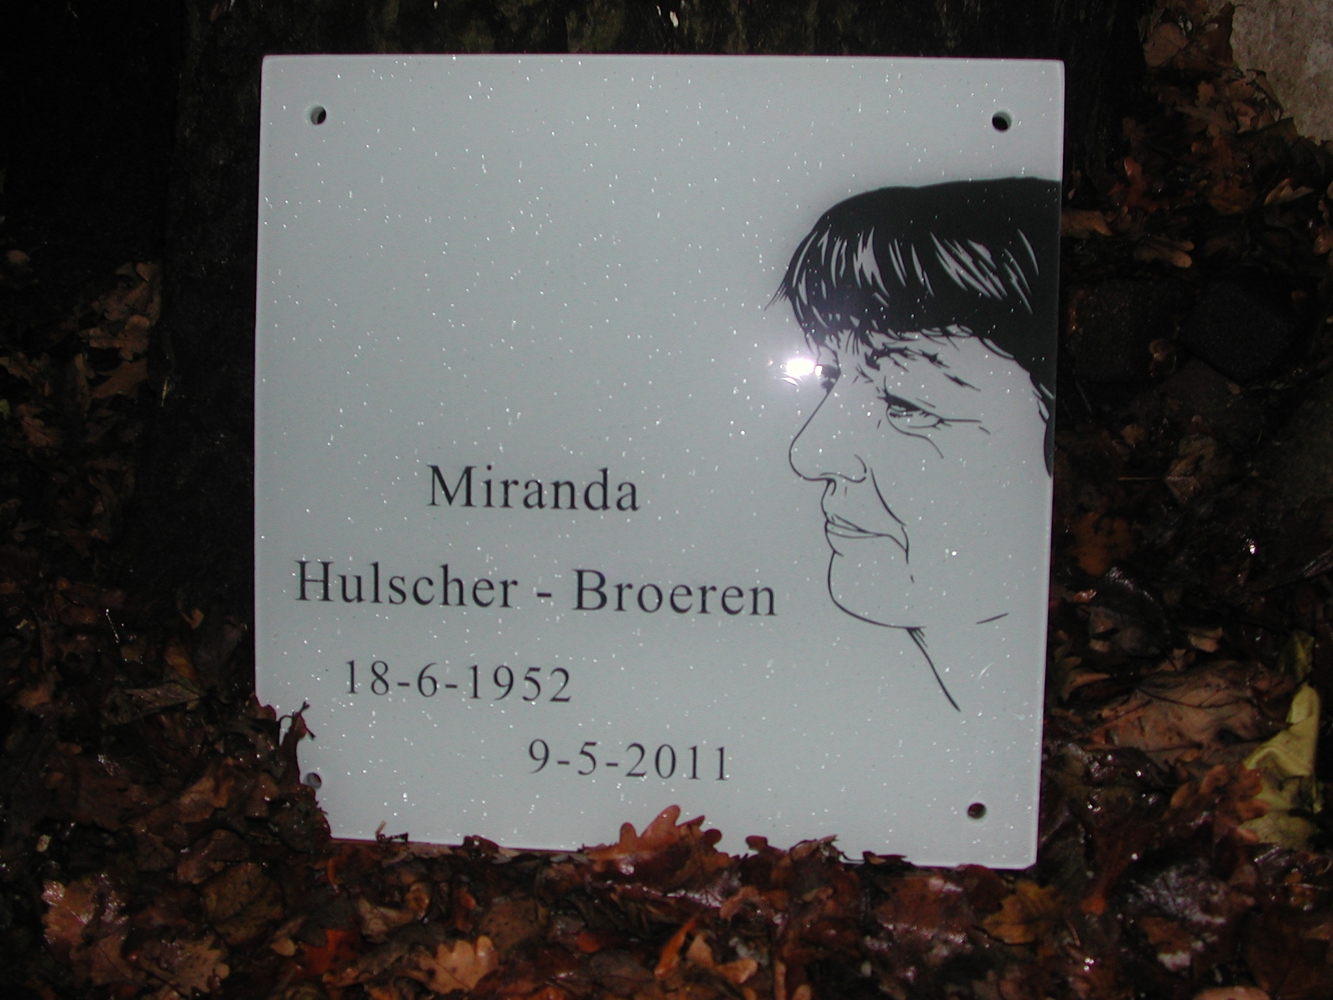 Miranda
Hulscher - Broeren
18-6-1952
9-5-2011